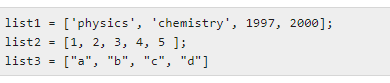 list1 = ['physics', 'chemistry', 1997, 2000];
list2 = [1, 2, 3, 4, 5 ];
list3 = ["a", "b", "c", "d"]